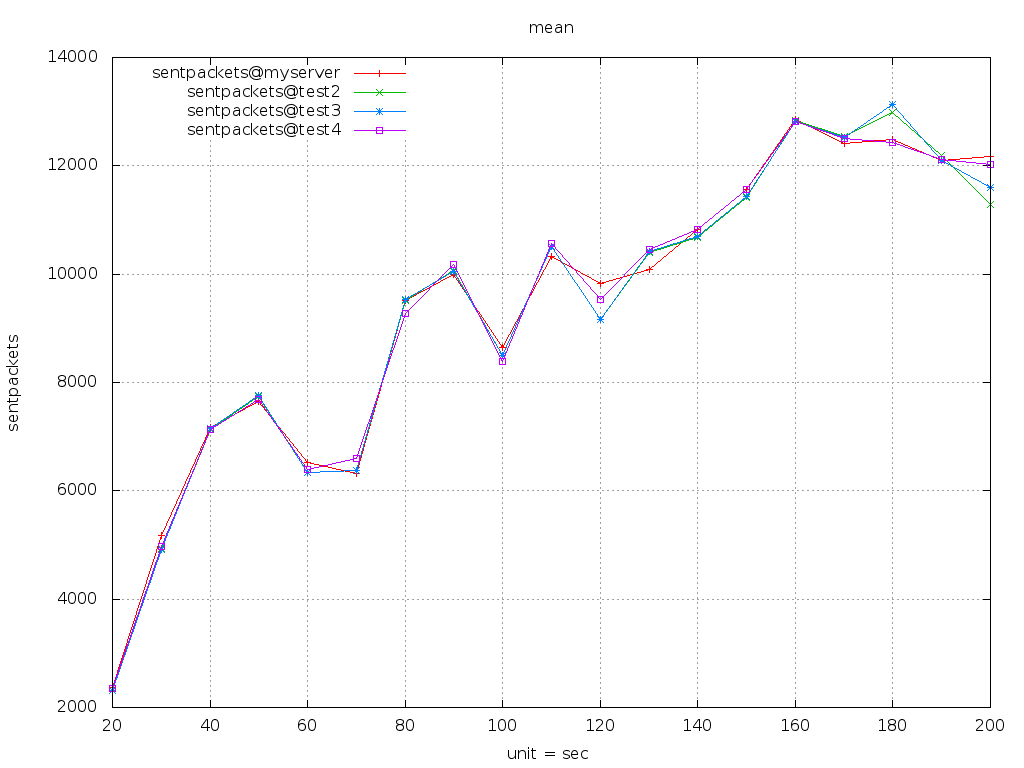 mean
14000
12000
10000
8000
6000
4000
2000
sentpackets
sentpackets@myserver
sentpackets@test2
sentpackets@test3
sentpackets@test4
20 40 60 80 100 120 140 160 180 200
unit = sec